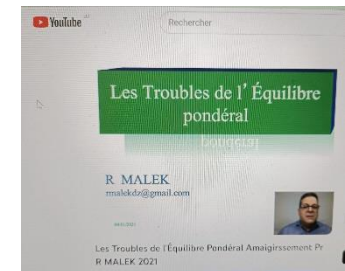 YouTube
Rechercher
Les Troubles de l' Équilibre
pondéral
R MALEK
rmalekdz@gmail.com
Les Troubles de l'Équilibre Pondéral Amaigrissement Pr
R MALEK 2021